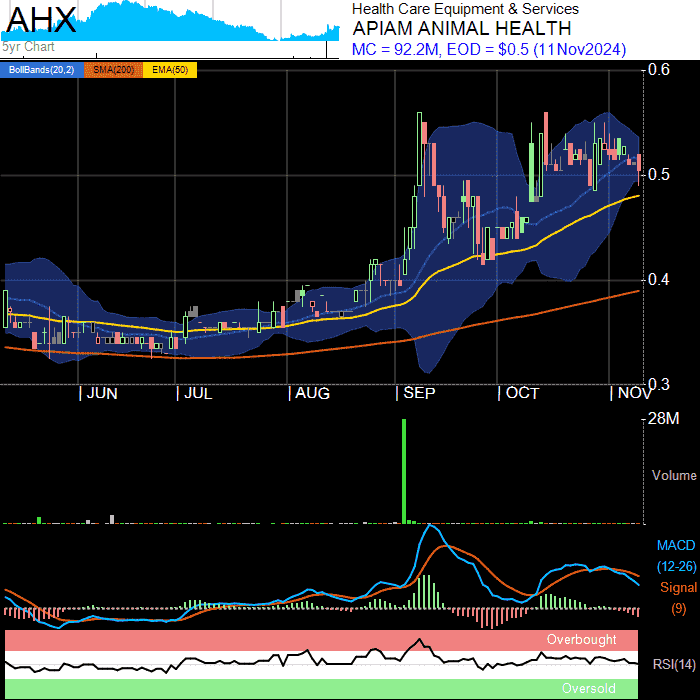 AHX
5yr Chart
Health Care Equipment & Services
APIAM ANIMAL HEALTH
MC = 92.2M, EOD = $0.5 (11Nov2024)
BollBands(20,2) SMA(200) EMA(50)
0.6
0.5
0.4
0.3
JUN JUL AUG SEP OCT NOV
28M
Volume
MACD
(12-26)
Signal
(9)
Overbought
RSI(14)
Oversold